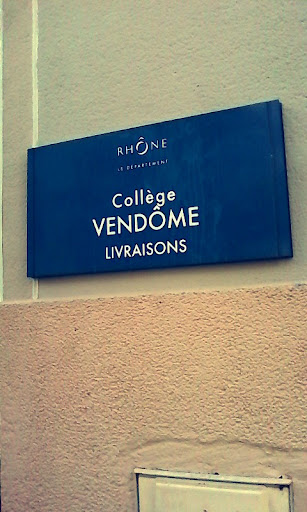 RHÔNE
LE DÉPARTEMENT
Collège
VENDÔME
LIVRAISONS